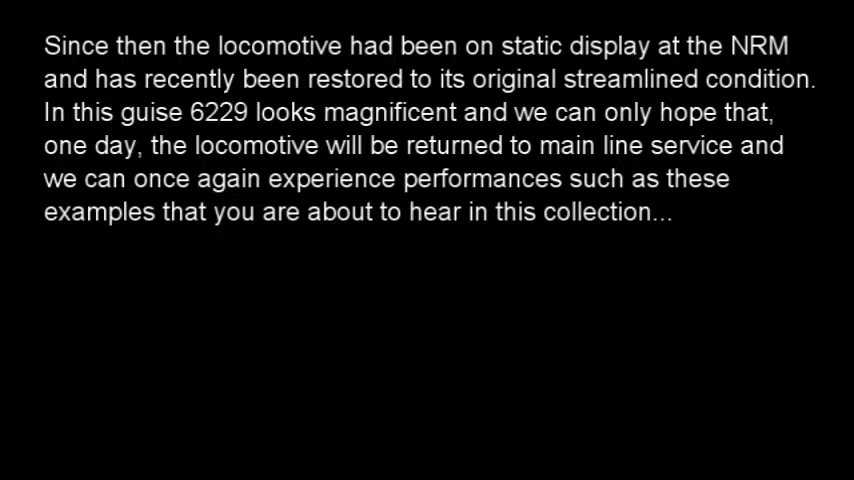 Since then the locomotive had been on static display at the NRM
and has recently been restored to its original streamlined condition.
In this guise 6229 looks magnificent and we can only hope that,
one day, the locomotive will be returned to main line service and
we can once again experience performances such as these
examples that you are about to hear in this collection...